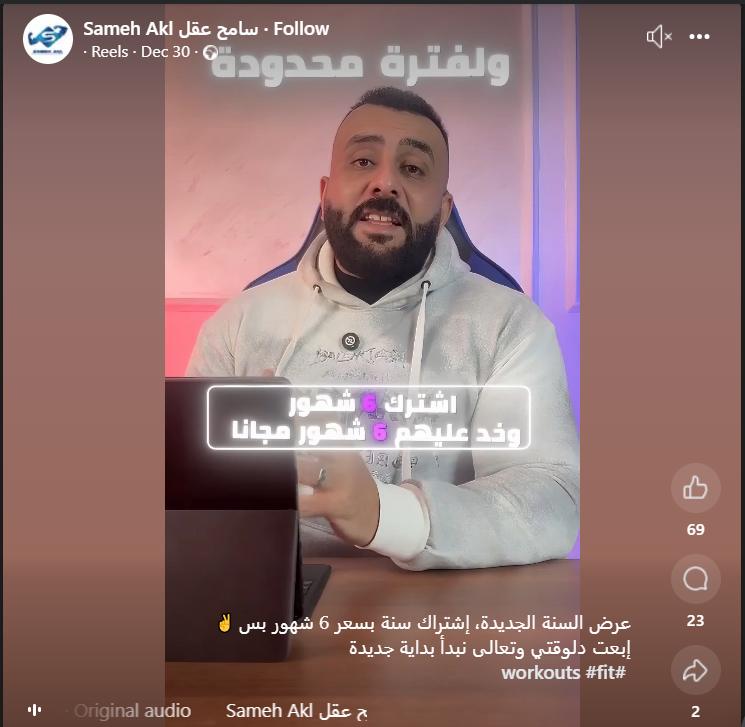 Sameh Akl سامح عقل · Follow
· Reels · Dec 30 ·
ولفترة محدودة
اشترك 6 شهور
وخد عليهم 6 شهور مجانا
69
23
عرض السنة الجديدة، إشتراك سنة بسعر 6 شهور بس ✌
إبعت دلوقتي وتعالى نبدأ بداية جديدة
workouts #fit#
2
· Original audio Sameh Akl ح عقل